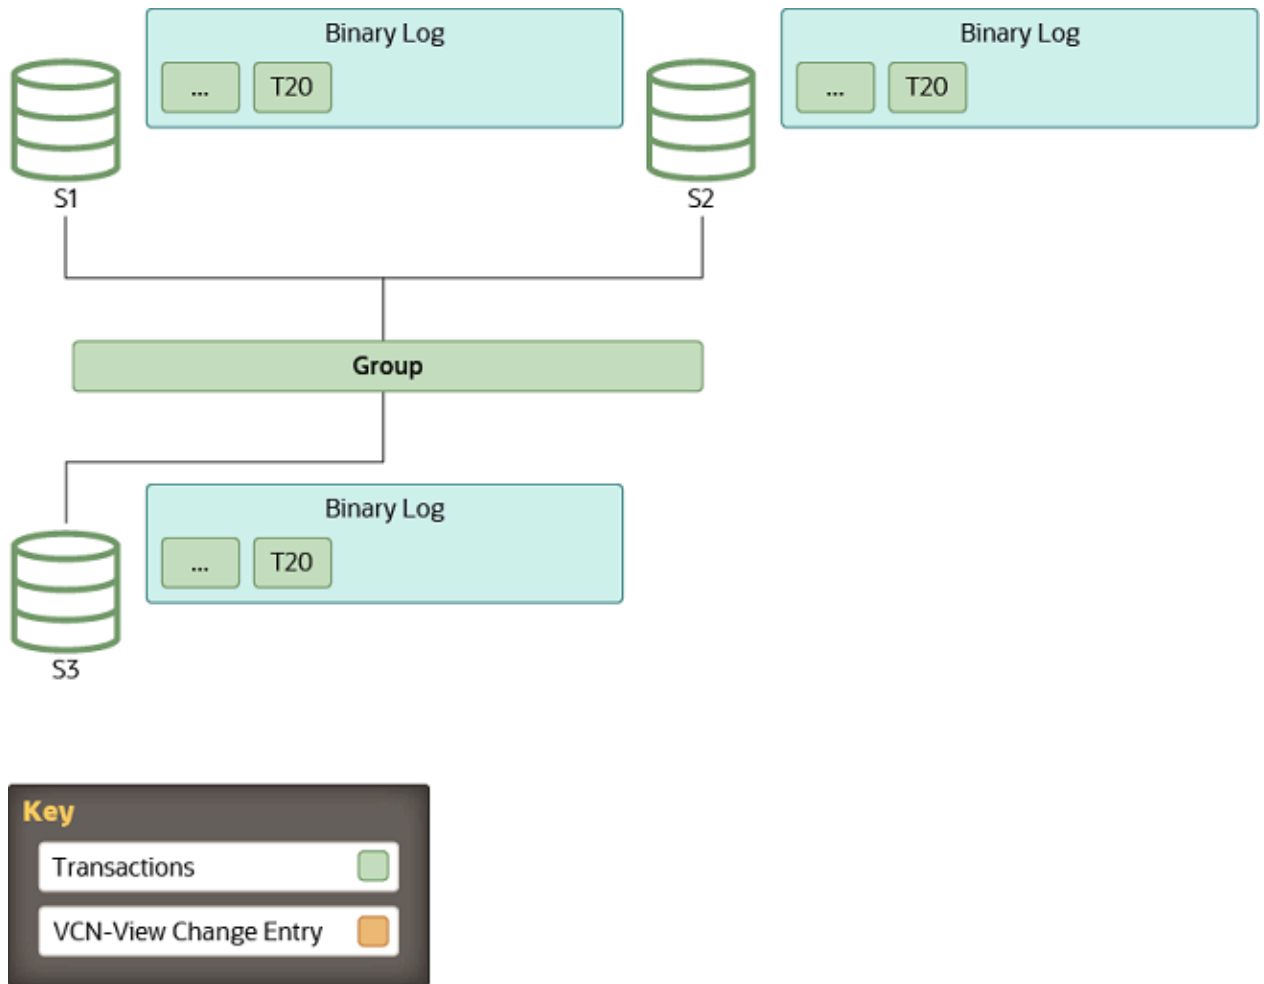 Binary Log
... T20
S1
Binary Log
... T20
S2
Group
Binary Log
... T20
S3
Key
Transactions
VCN-View Change Entry